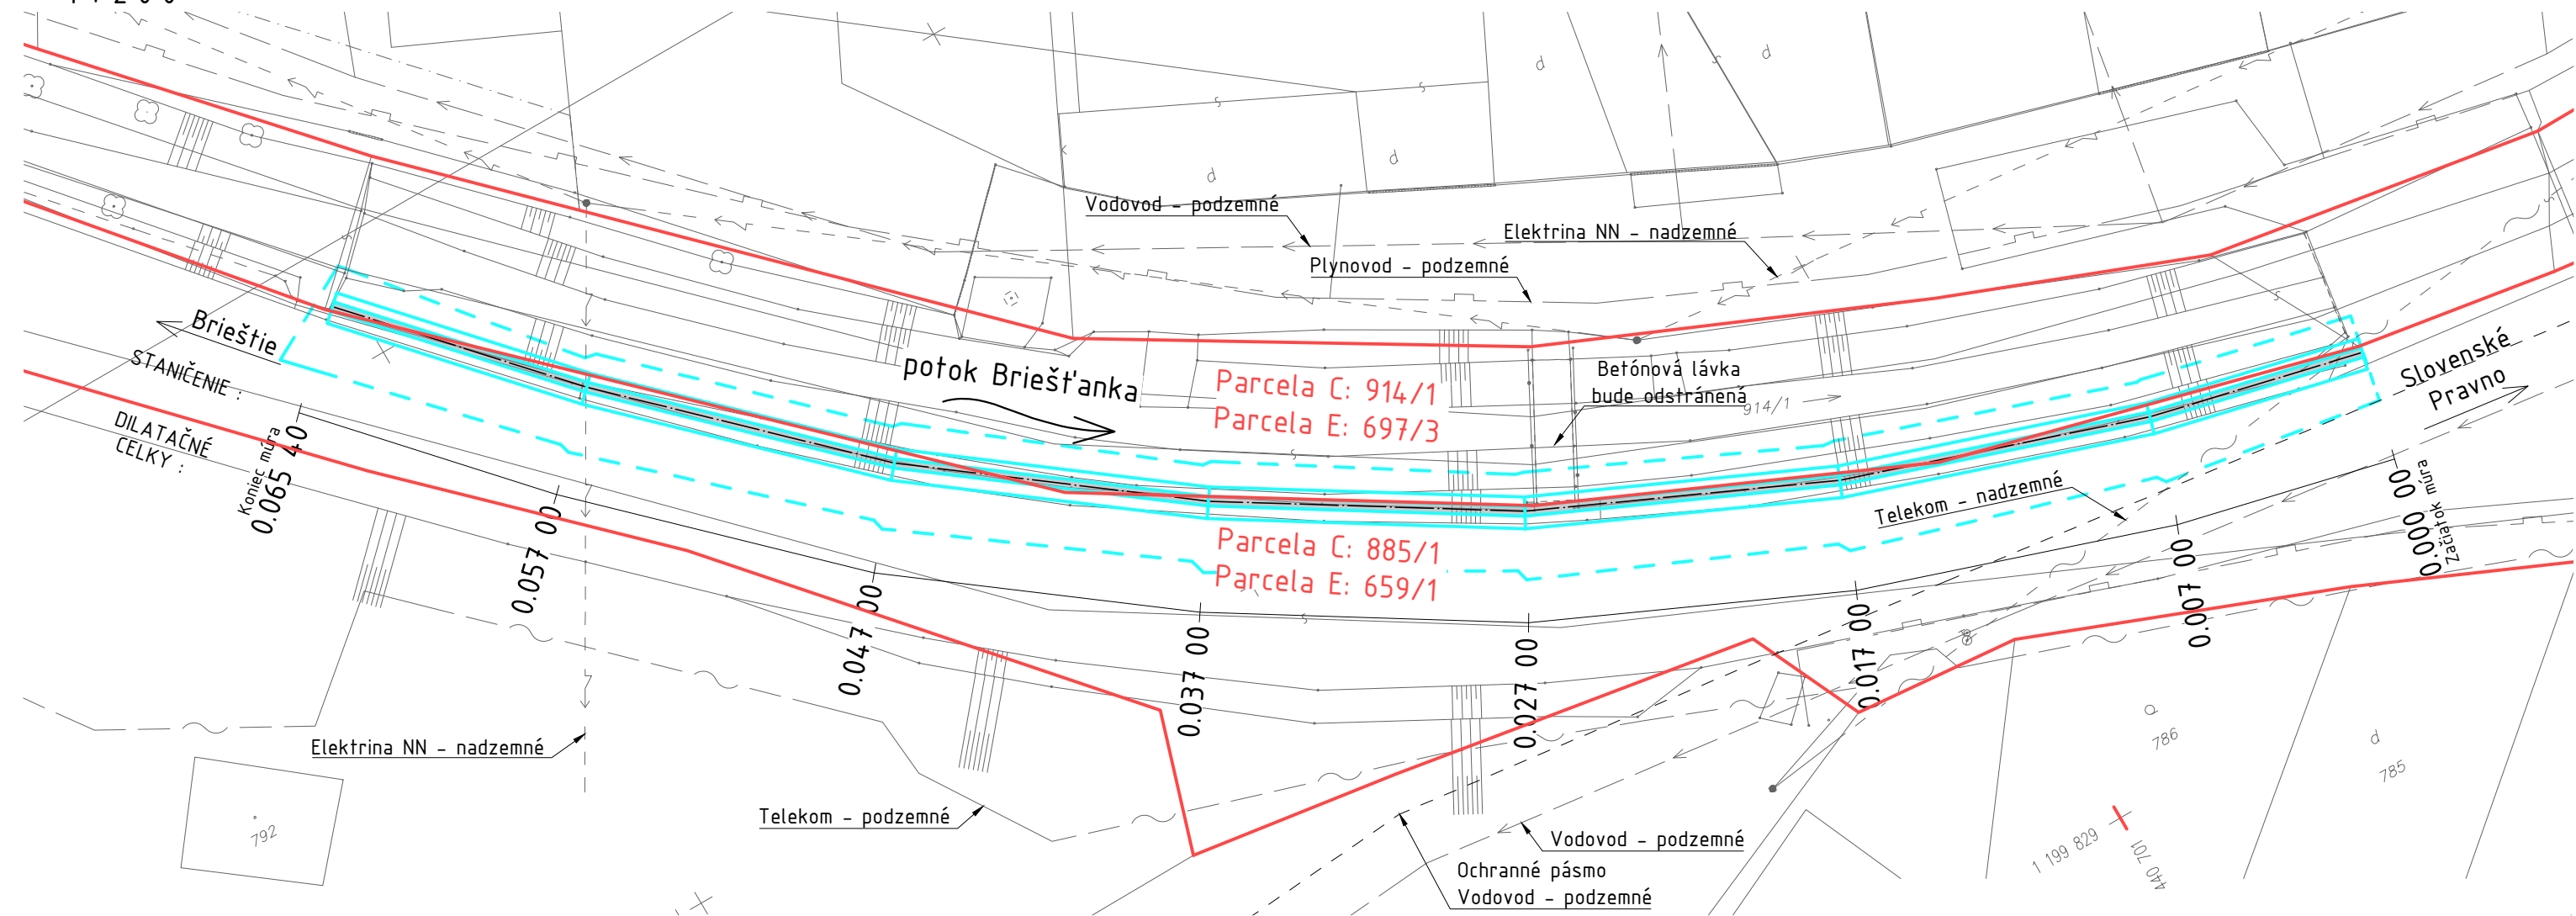 Vodovod - podzemné
Elektrina NN - nadzemné
Plynovod - podzemné
Brieštie
STANIČENIE :
DILATAČNÉ
CELKY :
potok Briešťanka
Parcela C: 914/1
Parcela E: 697/3
Betónová lávka
bude odstránená
914/1
Slovenské
Pravno
Koniec múra
0.065 40
0.057 00
0.047 00
0.037 00
0.027 00
0.017 00
0.007 00
0.000 00
Začiatok múra
Parcela C: 885/1
Parcela E: 659/1
Telekom - nadzemné
Elektrina NN - nadzemné
Telekom - podzemné
Vodovod - podzemné
Ochranné pásmo
Vodovod - podzemné
792
786
785
1 199 829
440 701
d
d
d
d
d